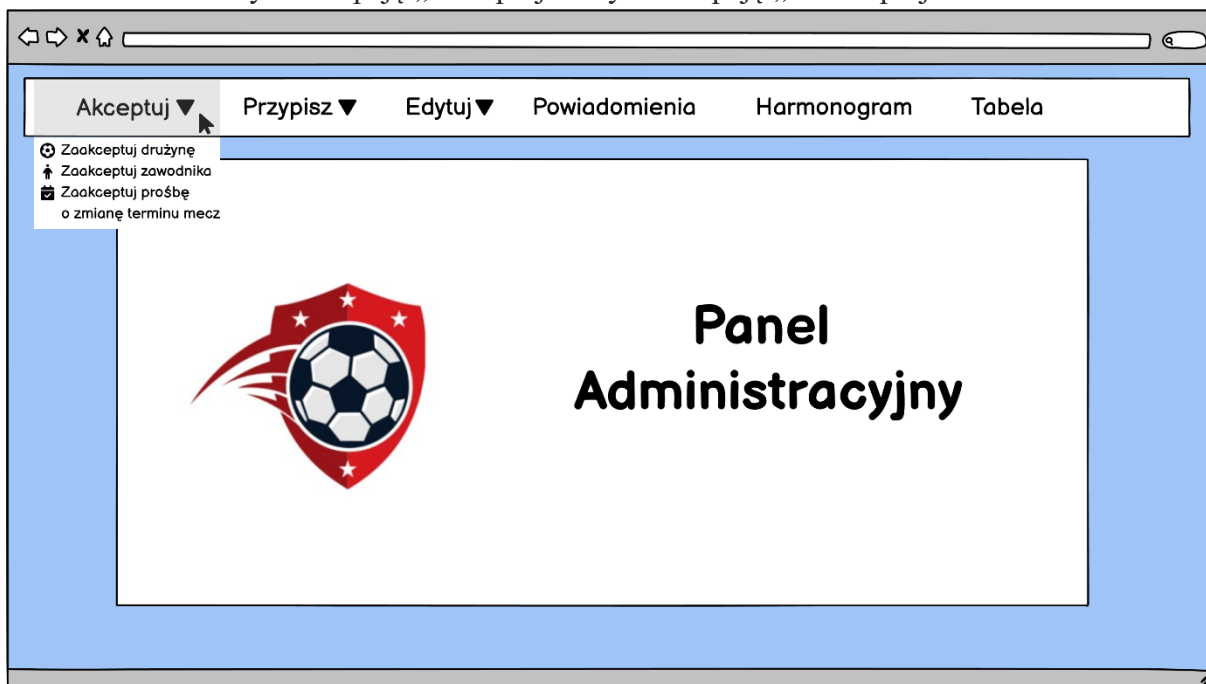 Akceptuj ▼ Przypisz ▼ Edytuj ▼ Powiadomienia Harmonogram Tabela
Zaakceptuj drużynę
Zaakceptuj zawodnika
Zaakceptuj prośbę
o zmianę terminu mecz
Panel
Administracyjny